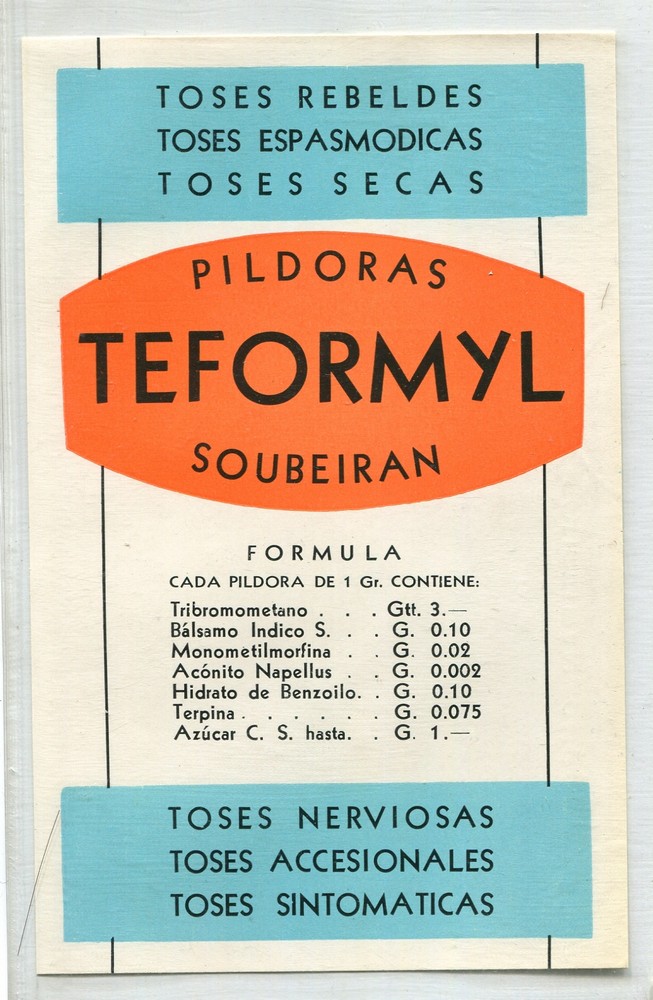 TOSES REBELDES
TOSES ESPASMODICAS
TOSES SECAS
PILDORAS
TEFORMYL
SOUBEIRAN
FORMULA
CADA PILDORA DE 1 Gr. CONTIENE:
Tribromometano . . . Gtt. 3.—
Bálsamo Indico S. . . G. 0.10
Monometilmorfina . . G. 0.02
Acónito Napellus . . G. 0.002
Hidrato de Benzoilo. . G. 0.10
Terpina . . . . . . G. 0.075
Azúcar C. S. hasta. . G. 1.—
TOSES NERVIOSAS
TOSES ACCESIONALES
TOSES SINTOMATICAS